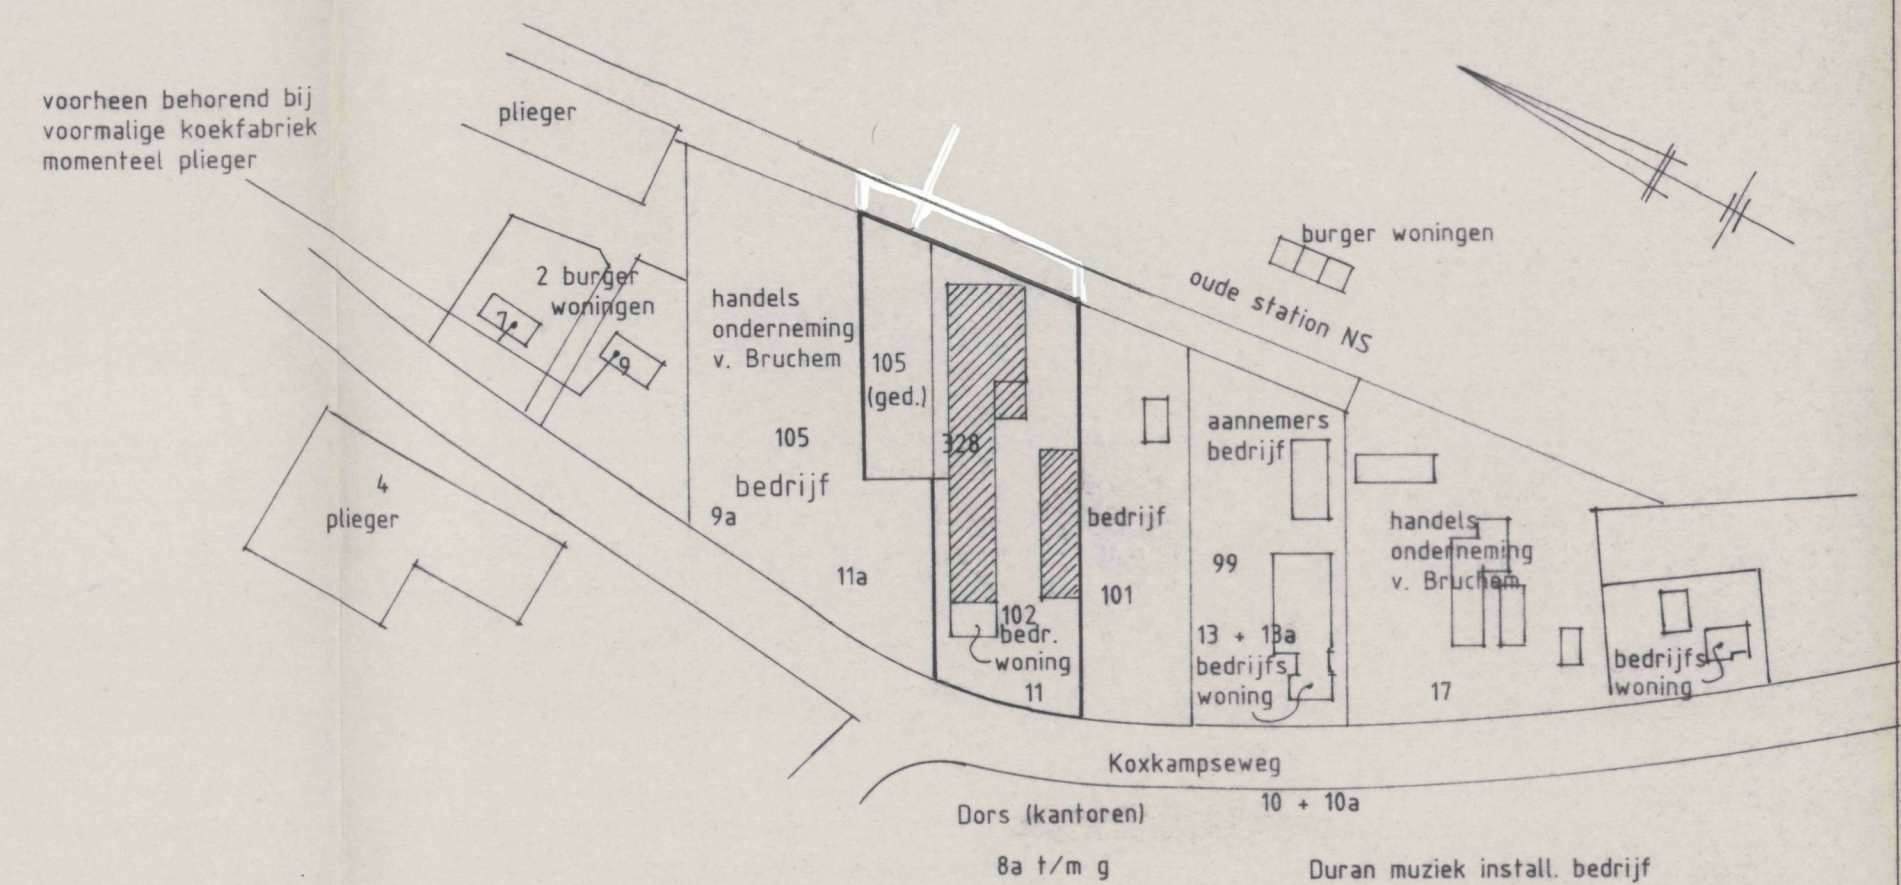 voorheen behorend bij
voormalige koekfabriek
momenteel plieger
plieger
burger woningen
oude station NS
2 burger
woningen
7
9
handels
onderneming
v. Bruchem
105
(ged.)
105
bedrijf
9a
328
4
plieger
11a
aannemers
bedrijf
bedrijf
101
99
handels
onderneming
v. Bruchem
102
bedr.
woning
11
13 + 13a
bedrijfs
woning
17
bedrijfs
woning
Koxkampseweg
10 + 10a
Dors (kantoren)
8a t/m g
Duran muziek install. bedrijf